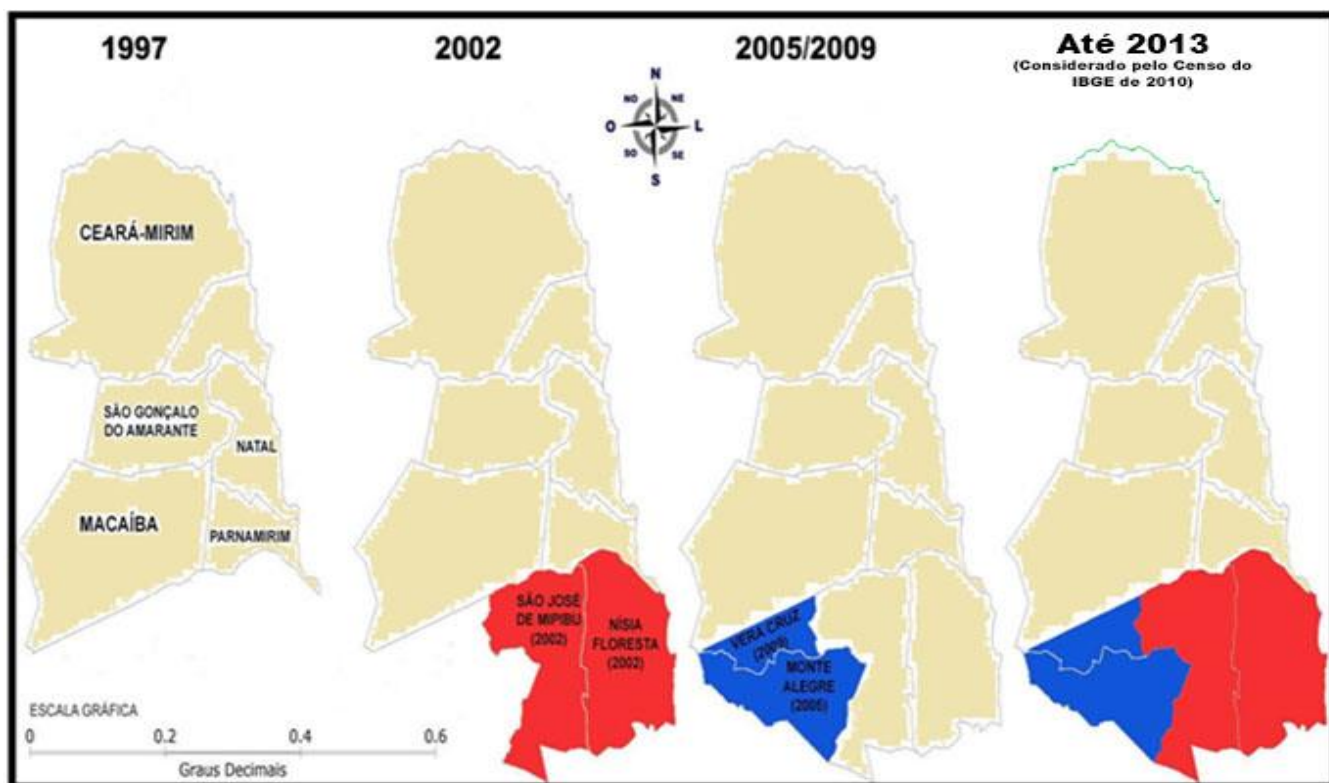 1997
2002
2005/2009
Até 2013
(Considerado pelo Censo do
IBGE de 2010)
N
NO
NE
O
L
SO
SE
S
CEARÁ-MIRIM
SÃO GONÇALO
DO AMARANTE
NATAL
MACAÍBA
PARNAMIRIM
SÃO JOSÉ
DE MIPIBU
(2002)
NÍSIA
FLORESTA
(2002)
VERA CRUZ
(2009)
MONTE
ALEGRE
(2005)
ESCALA GRÁFICA
0 0.2 0.4 0.6
Graus Decimais